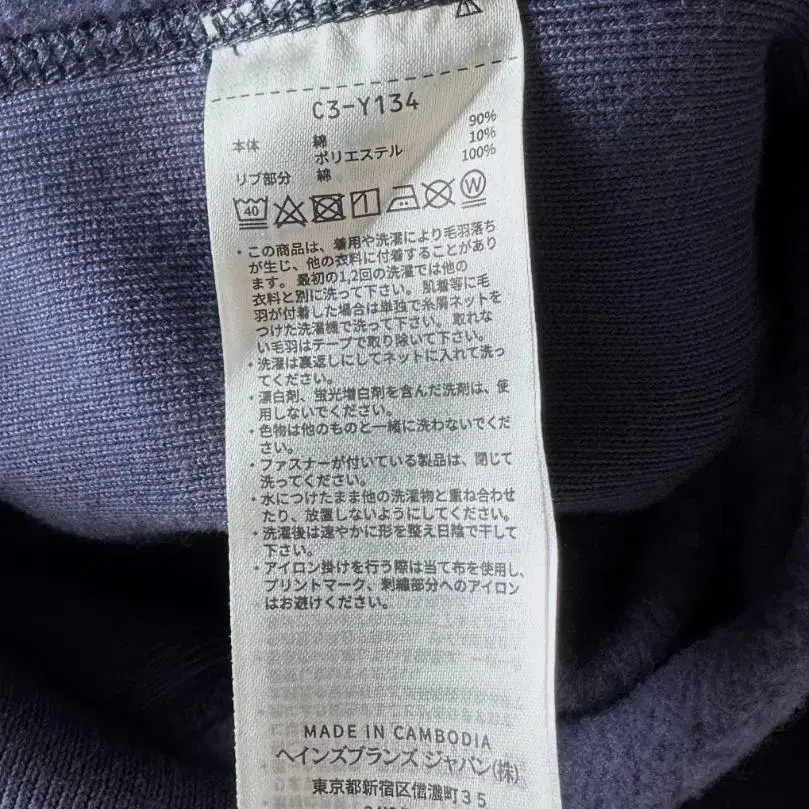 C3-Y134
本体 綿 90%
ポリエステル 10%
リブ部分 綿 100%
40 W
・この商品は、着用や洗濯により毛羽落ち
が生じ、他の衣料に付着することがあり
ます。最初の1,2回の洗濯では他の
衣料と別に洗って下さい。肌着等に毛
羽が付着した場合は単独で糸屑ネットを
つけた洗濯機で洗って下さい。取れな
い毛羽はテープで取り除いて下さい。
・洗濯は裏返しにしてネットに入れて洗っ
てください。
・漂白剤、蛍光増白剤を含んだ洗剤は、使
用しないでください。
・色物は他のものと一緒に洗わないでくだ
さい。
・ファスナーが付いている製品は、閉じて
洗ってください。
・水につけたまま他の洗濯物と重ね合わせ
たり、放置しないようにしてください。
・洗濯後は速やかに形を整え日陰で干して
下さい。
・アイロン掛けを行う際は当て布を使用し、
プリントマーク、刺繍部分へのアイロン
はお避けください。
MADE IN CAMBODIA
ヘインズブランズ ジャパン(株)
東京都新宿区信濃町35